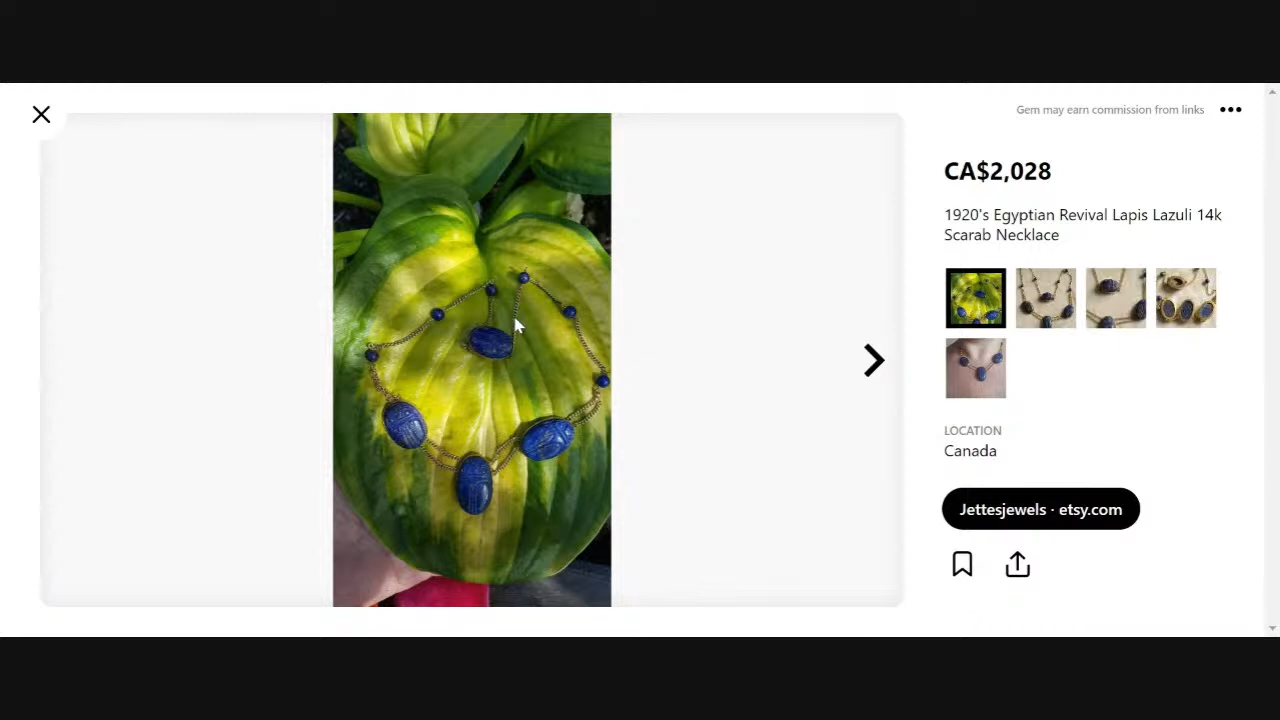 Gem may earn commission from links
CA$2,028
1920's Egyptian Revival Lapis Lazuli 14k
Scarab Necklace
LOCATION
Canada
Jettesjewels · etsy.com